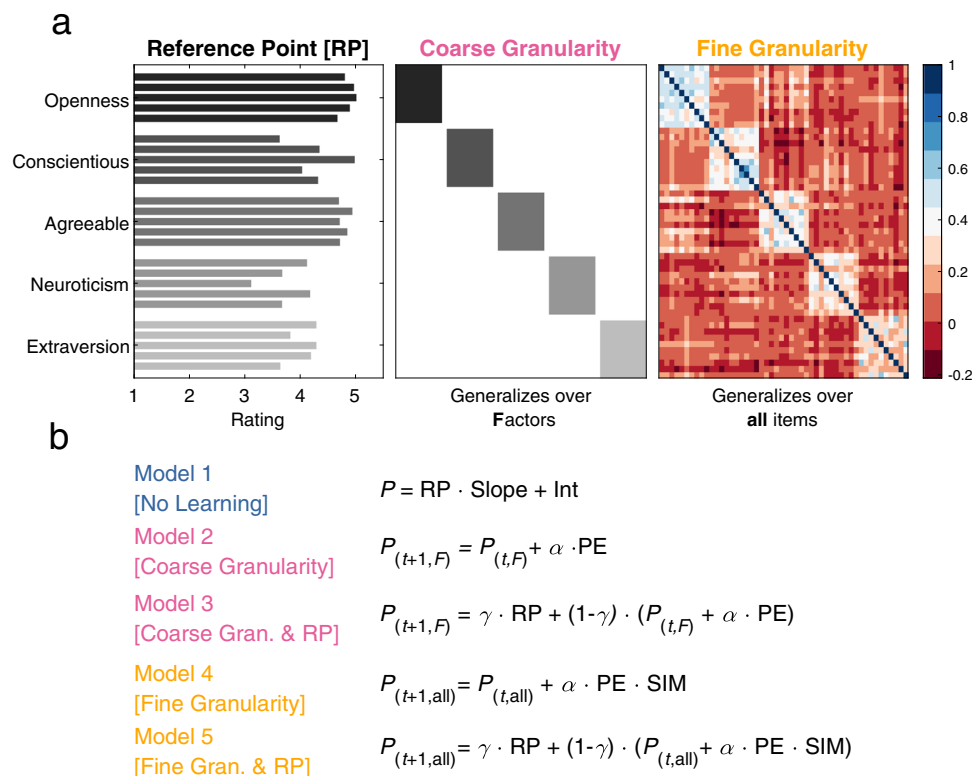 a
Reference Point [RP]
Coarse Granularity
Fine Granularity
Openness
Conscientious
Agreeable
Neuroticism
Extraversion
1 2 3 4 5
Rating
Generalizes over
Factors
Generalizes over
all items
1
0.8
0.6
0.4
0.2
0
-0.2
b
Model 1
[No Learning]
P = RP · Slope + Int
Model 2
[Coarse Granularity]
P(t+1,F) = P(t,F) + α ·PE
Model 3
[Coarse Gran. & RP]
P(t+1,F) = γ · RP + (1-γ) · (P(t,F) + α · PE)
Model 4
[Fine Granularity]
P(t+1,all) = P(t,all) + α · PE · SIM
Model 5
[Fine Gran. & RP]
P(t+1,all) = γ · RP + (1-γ) · (P(t,all) + α · PE · SIM)